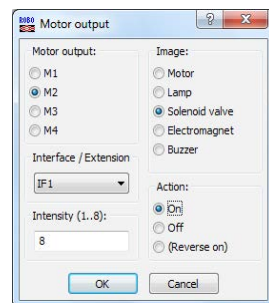 ROBO Motor output
Motor output:
M1
M2
M3
M4
Interface / Extension
IF1
Intensity (1..8):
8
Image:
Motor
Lamp
Solenoid valve
Electromagnet
Buzzer
Action:
On
Off
(Reverse on)
OK
Cancel